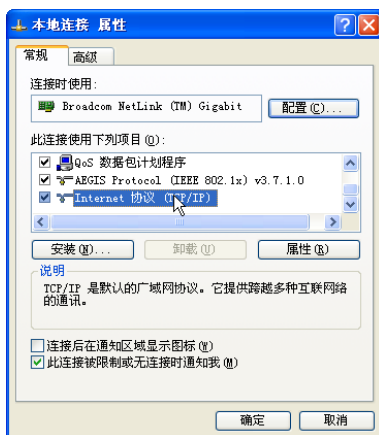 本地连接 属性
常规 高级
连接时使用:
Broadcom NetLink (TM) Gigabit 配置(C)...
此连接使用下列项目(O):
QoS 数据包计划程序
AEGIS Protocol (IEEE 802.1x) v3.7.1.0
Internet 协议 (TCP/IP)
安装(N)... 卸载(U) 属性(R)
说明
TCP/IP 是默认的广域网协议。它提供跨越多种互联网络
的通讯。
连接后在通知区域显示图标(W)
此连接被限制或无连接时通知我(M)
确定 取消